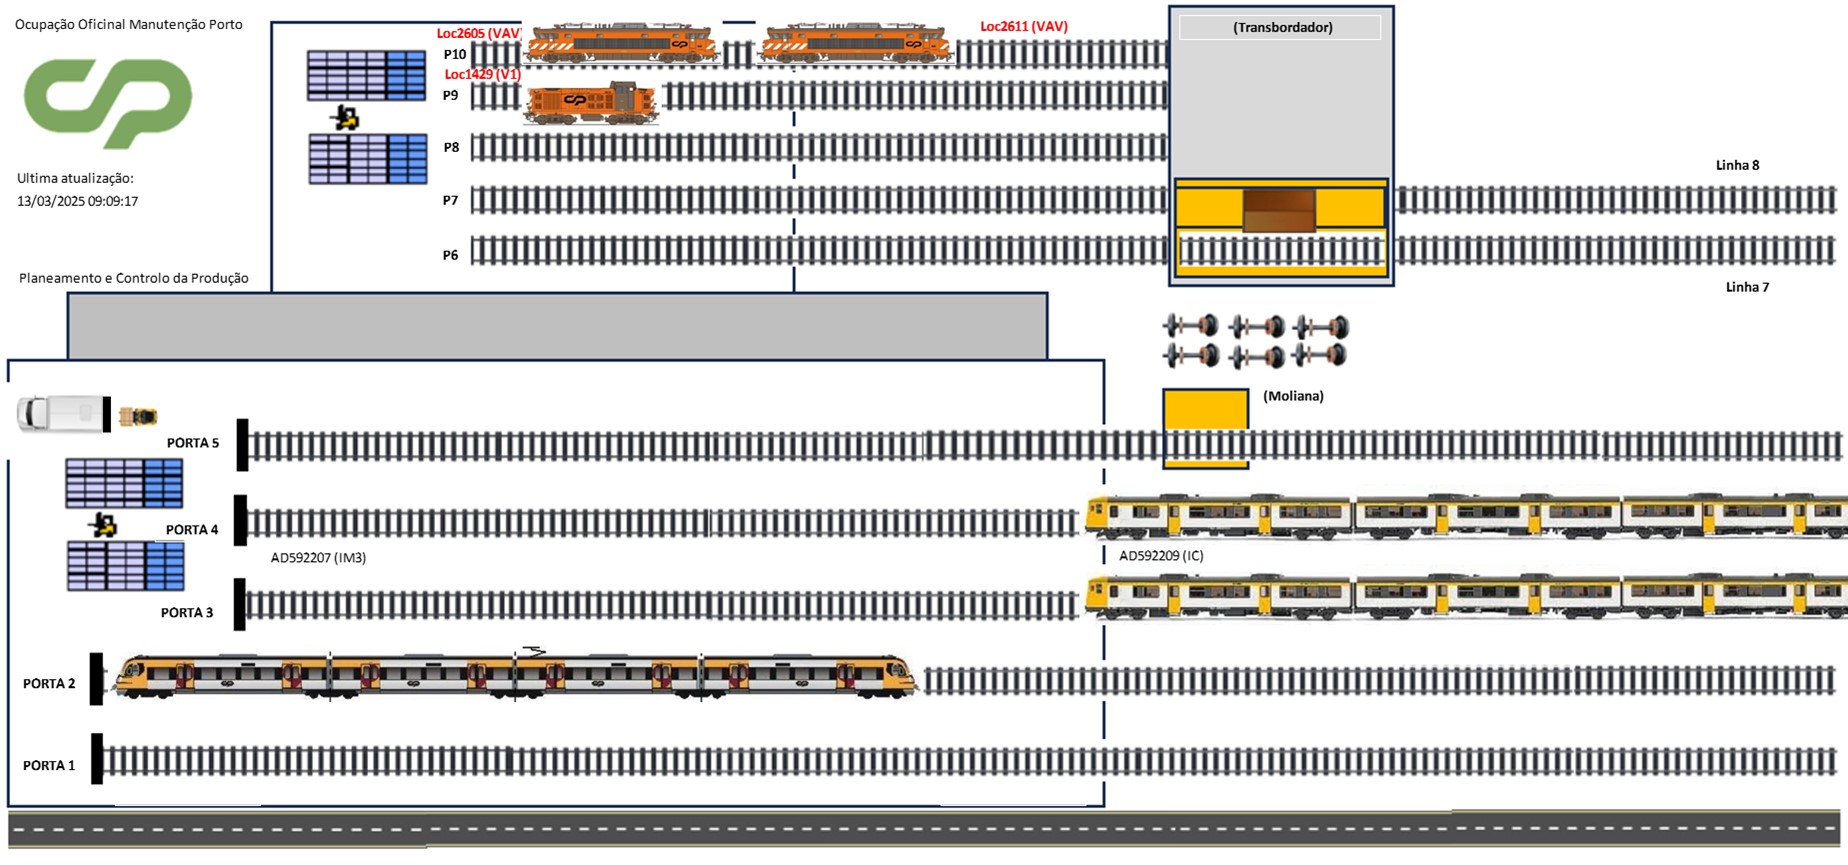 Ocupação Oficinal Manutenção Porto
CP
Ultima atualização:
13/03/2025 09:09:17
Planeamento e Controlo da Produção
Loc2605 (VAV)
Loc2611 (VAV)
P10
Loc1429 (V1)
P9
P8
P7
P6
(Transbordador)
Linha 8
Linha 7
(Moliana)
PORTA 5
PORTA 4
AD592207 (IM3)
AD592209 (IC)
PORTA 3
PORTA 2
PORTA 1